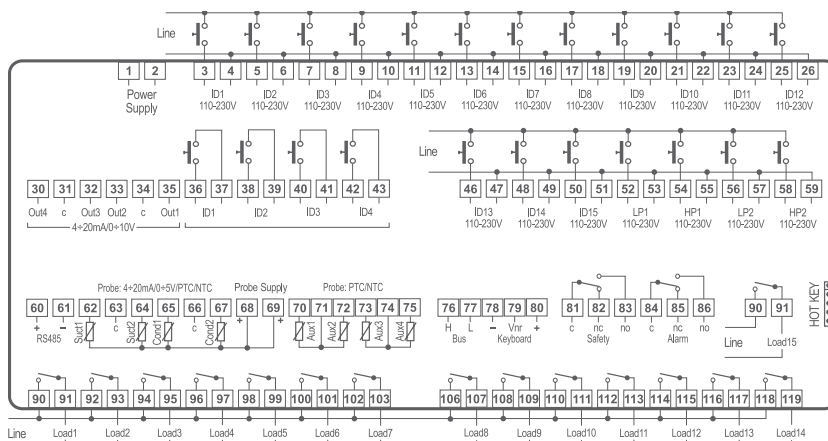 Line
1 2 3 4 5 6 7 8 9 10 11 12 13 14 15 16 17 18 19 20 21 22 23 24 25 26
Power Supply
ID1 110-230V
ID2 110-230V
ID3 110-230V
ID4 110-230V
ID5 110-230V
ID6 110-230V
ID7 110-230V
ID8 110-230V
ID9 110-230V
ID10 110-230V
ID11 110-230V
ID12 110-230V
Line
30 31 32 33 34 35 36 37 38 39 40 41 42 43
Out4 c Out3 Out2 c Out1 ID1 ID2 ID3 ID4
4÷20mA/0÷10V
46 47 48 49 50 51 52 53 54 55 56 57 58 59
ID13 110-230V
ID14 110-230V
ID15 110-230V
LP1 110-230V
HP1 110-230V
LP2 110-230V
HP2 110-230V
Probe: 4÷20mA/0÷5V/PTC/NTC
Probe Supply
Probe: PTC/NTC
60 61 62 63 64 65 66 67 68 69 70 71 72 73 74 75
+ − Suct1 c Suct2 Cond1 c Cond2 + + Aux1 Aux2 Aux3 Aux4
RS485
76 77 78 79 80
H L − Vnr +
Bus Keyboard
81 82 83 84 85 86
c nc no c nc no
Safety Alarm
90 91
Line Load15
HOT KEY
90 91 92 93 94 95 96 97 98 99 100 101 102 103
106 107 108 109 110 111 112 113 114 115 116 117 118 119
Line Load1 Load2 Load3 Load4 Load5 Load6 Load7 Load8 Load9 Load10 Load11 Load12 Load13 Load14